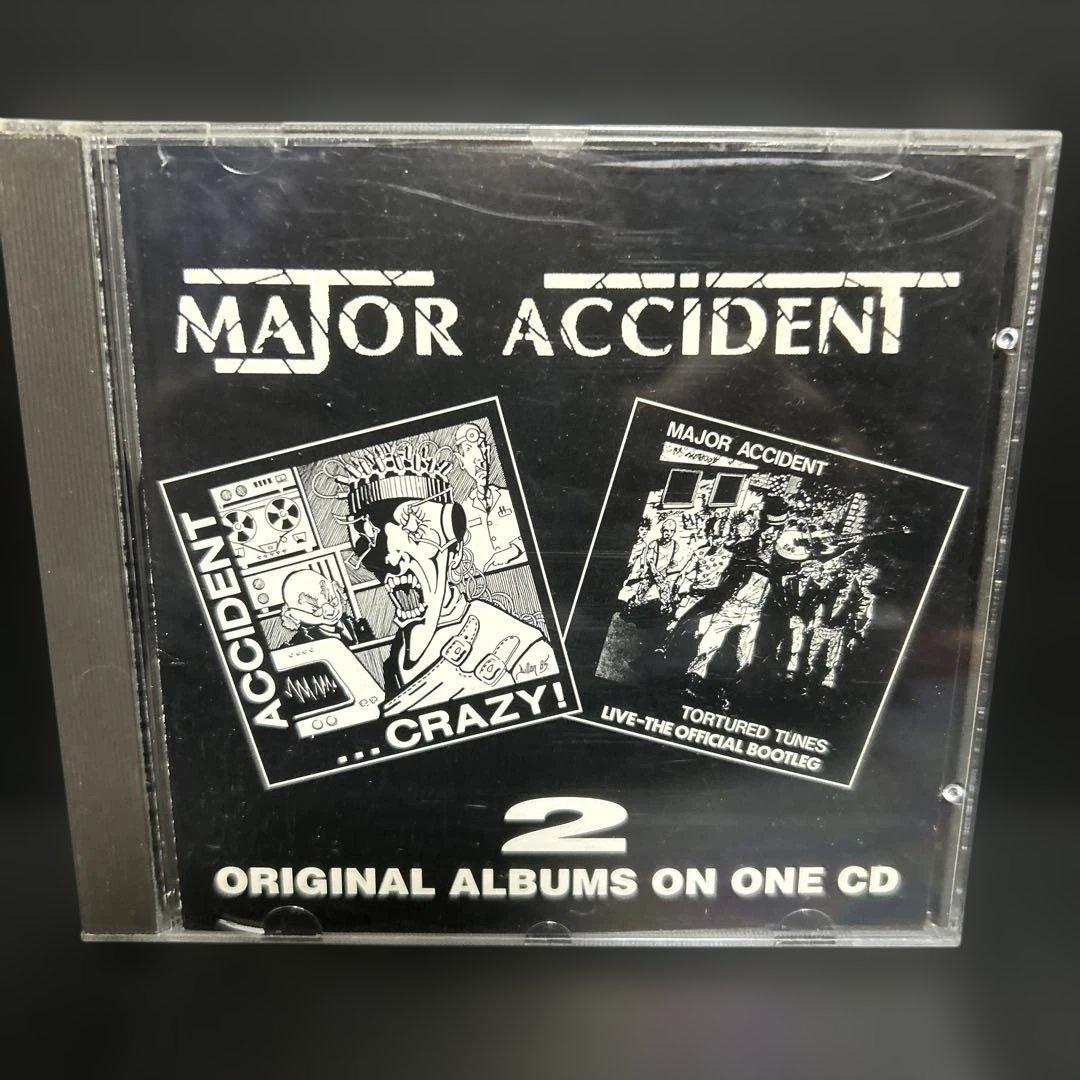 MAJOR ACCIDENT
ACCIDENT
...CRAZY!
MAJOR ACCIDENT
TORTURED TUNES
LIVE-THE OFFICIAL BOOTLEG
2
ORIGINAL ALBUMS ON ONE CD